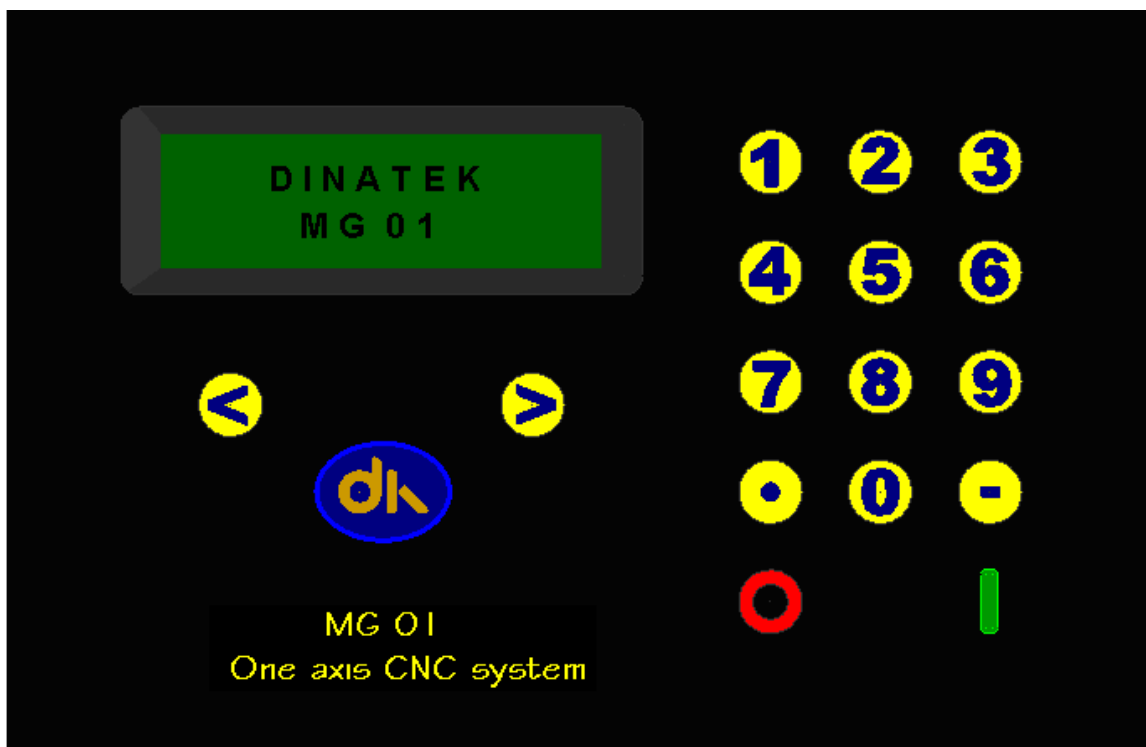 DINATEK
MG 01
1 2 3
4 5 6
7 8 9
. 0 -
< >
dk
MG 01
One axis CNC system